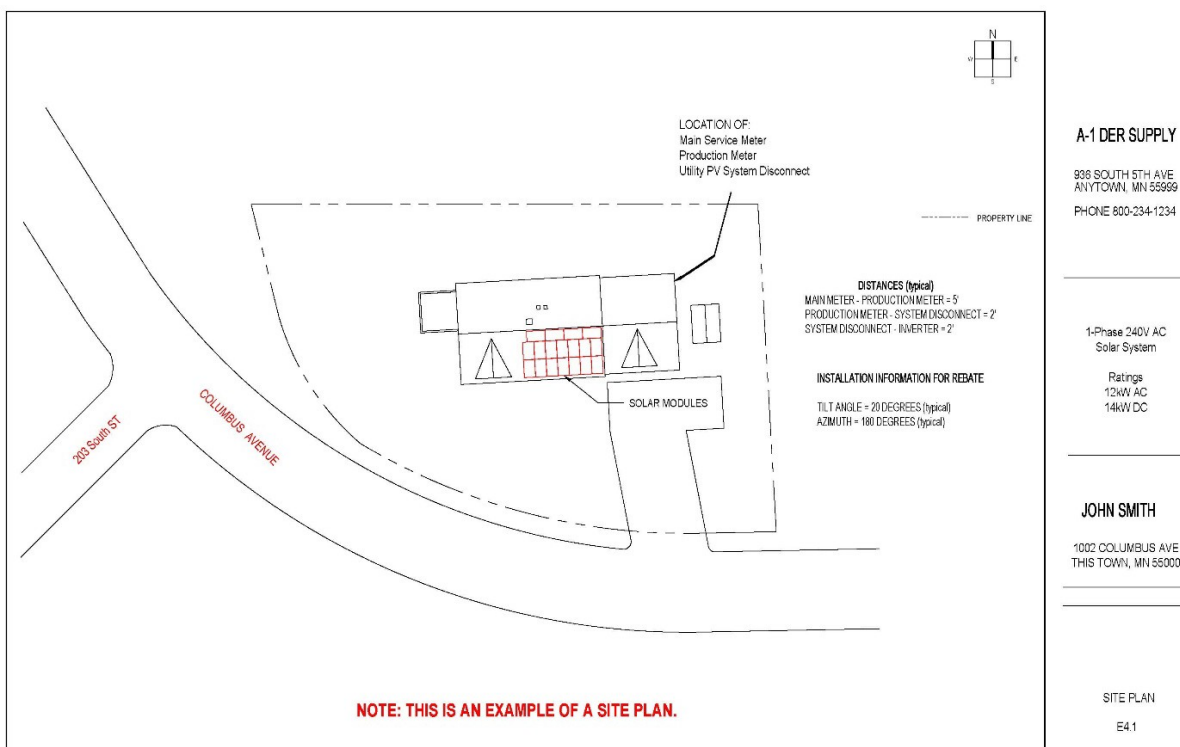 N
W
E
S
LOCATION OF:
Main Service Meter
Production Meter
Utility PV System Disconnect
PROPERTY LINE
DISTANCES (typical)
MAIN METER - PRODUCTION METER = 5'
PRODUCTION METER - SYSTEM DISCONNECT = 2'
SYSTEM DISCONNECT - INVERTER = 2'
INSTALLATION INFORMATION FOR REBATE
TILT ANGLE = 20 DEGREES (typical)
AZIMUTH = 180 DEGREES (typical)
SOLAR MODULES
COLUMBUS AVENUE
203 South ST
NOTE: THIS IS AN EXAMPLE OF A SITE PLAN.
A-1 DER SUPPLY
936 SOUTH 5TH AVE
ANYTOWN, MN 55999
PHONE 800-234-1234
1-Phase 240V AC
Solar System
Ratings
12kW AC
14kW DC
JOHN SMITH
1002 COLUMBUS AVE
THIS TOWN, MN 55000
SITE PLAN
E4.1